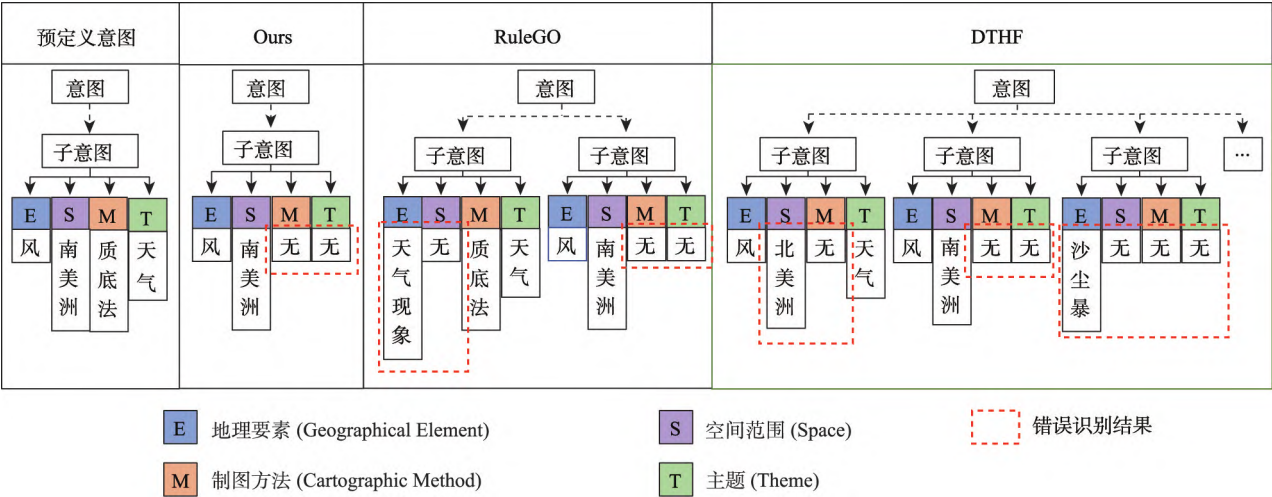 预定义意图
Ours
RuleGO
DTHF
意图
意图
意图
意图
子意图
子意图
子意图
子意图
子意图
子意图
子意图
...
E S M T
E S M T
E S M T
E S M T
E S M T
E S M T
E S M T
风 南美洲 质底法 天气
风 南美洲 无 无
天气现象 无 质底法 天气
风 南美洲 无 无
风 北美洲 无 天气
风 南美洲 无 无
沙尘暴 无 无 无
E 地理要素 (Geographical Element)
S 空间范围 (Space)
错误识别结果
M 制图方法 (Cartographic Method)
T 主题 (Theme)